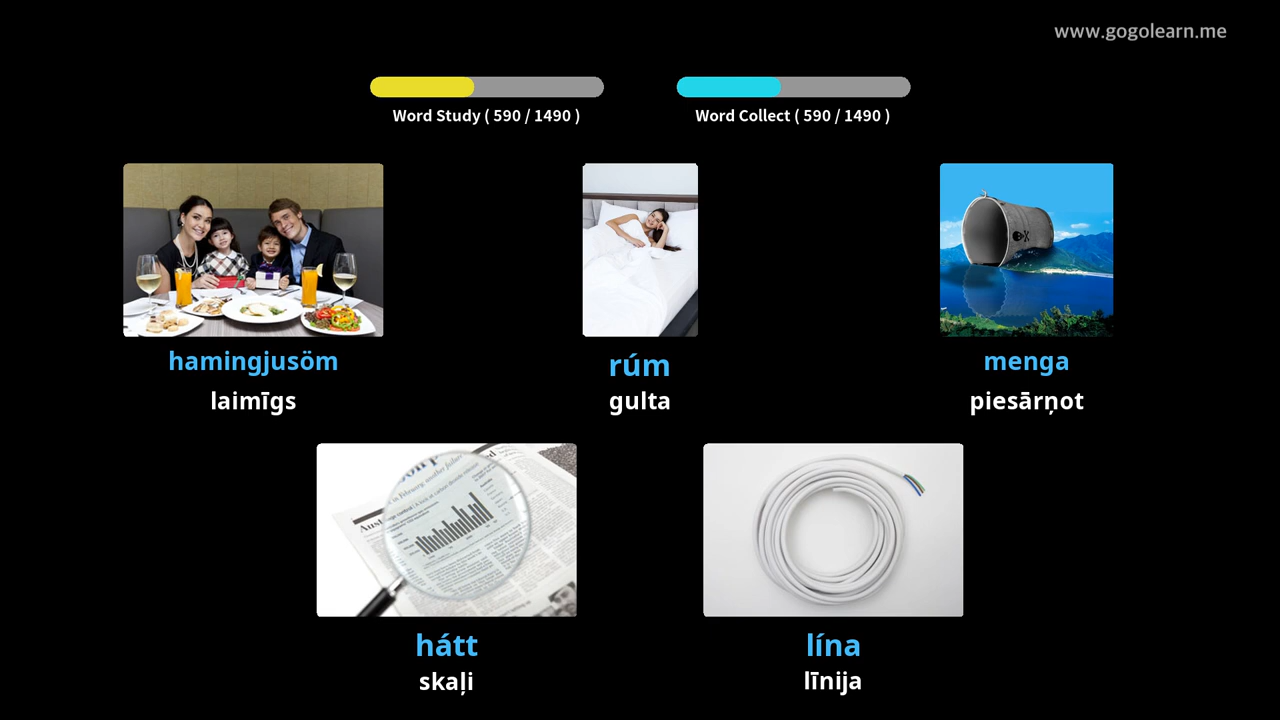 www.gogolearn.me
Word Study ( 590 / 1490 )
Word Collect ( 590 / 1490 )
hamingjusöm
laimīgs
rúm
gulta
menga
piesārņot
hátt
skaļi
lína
līnija